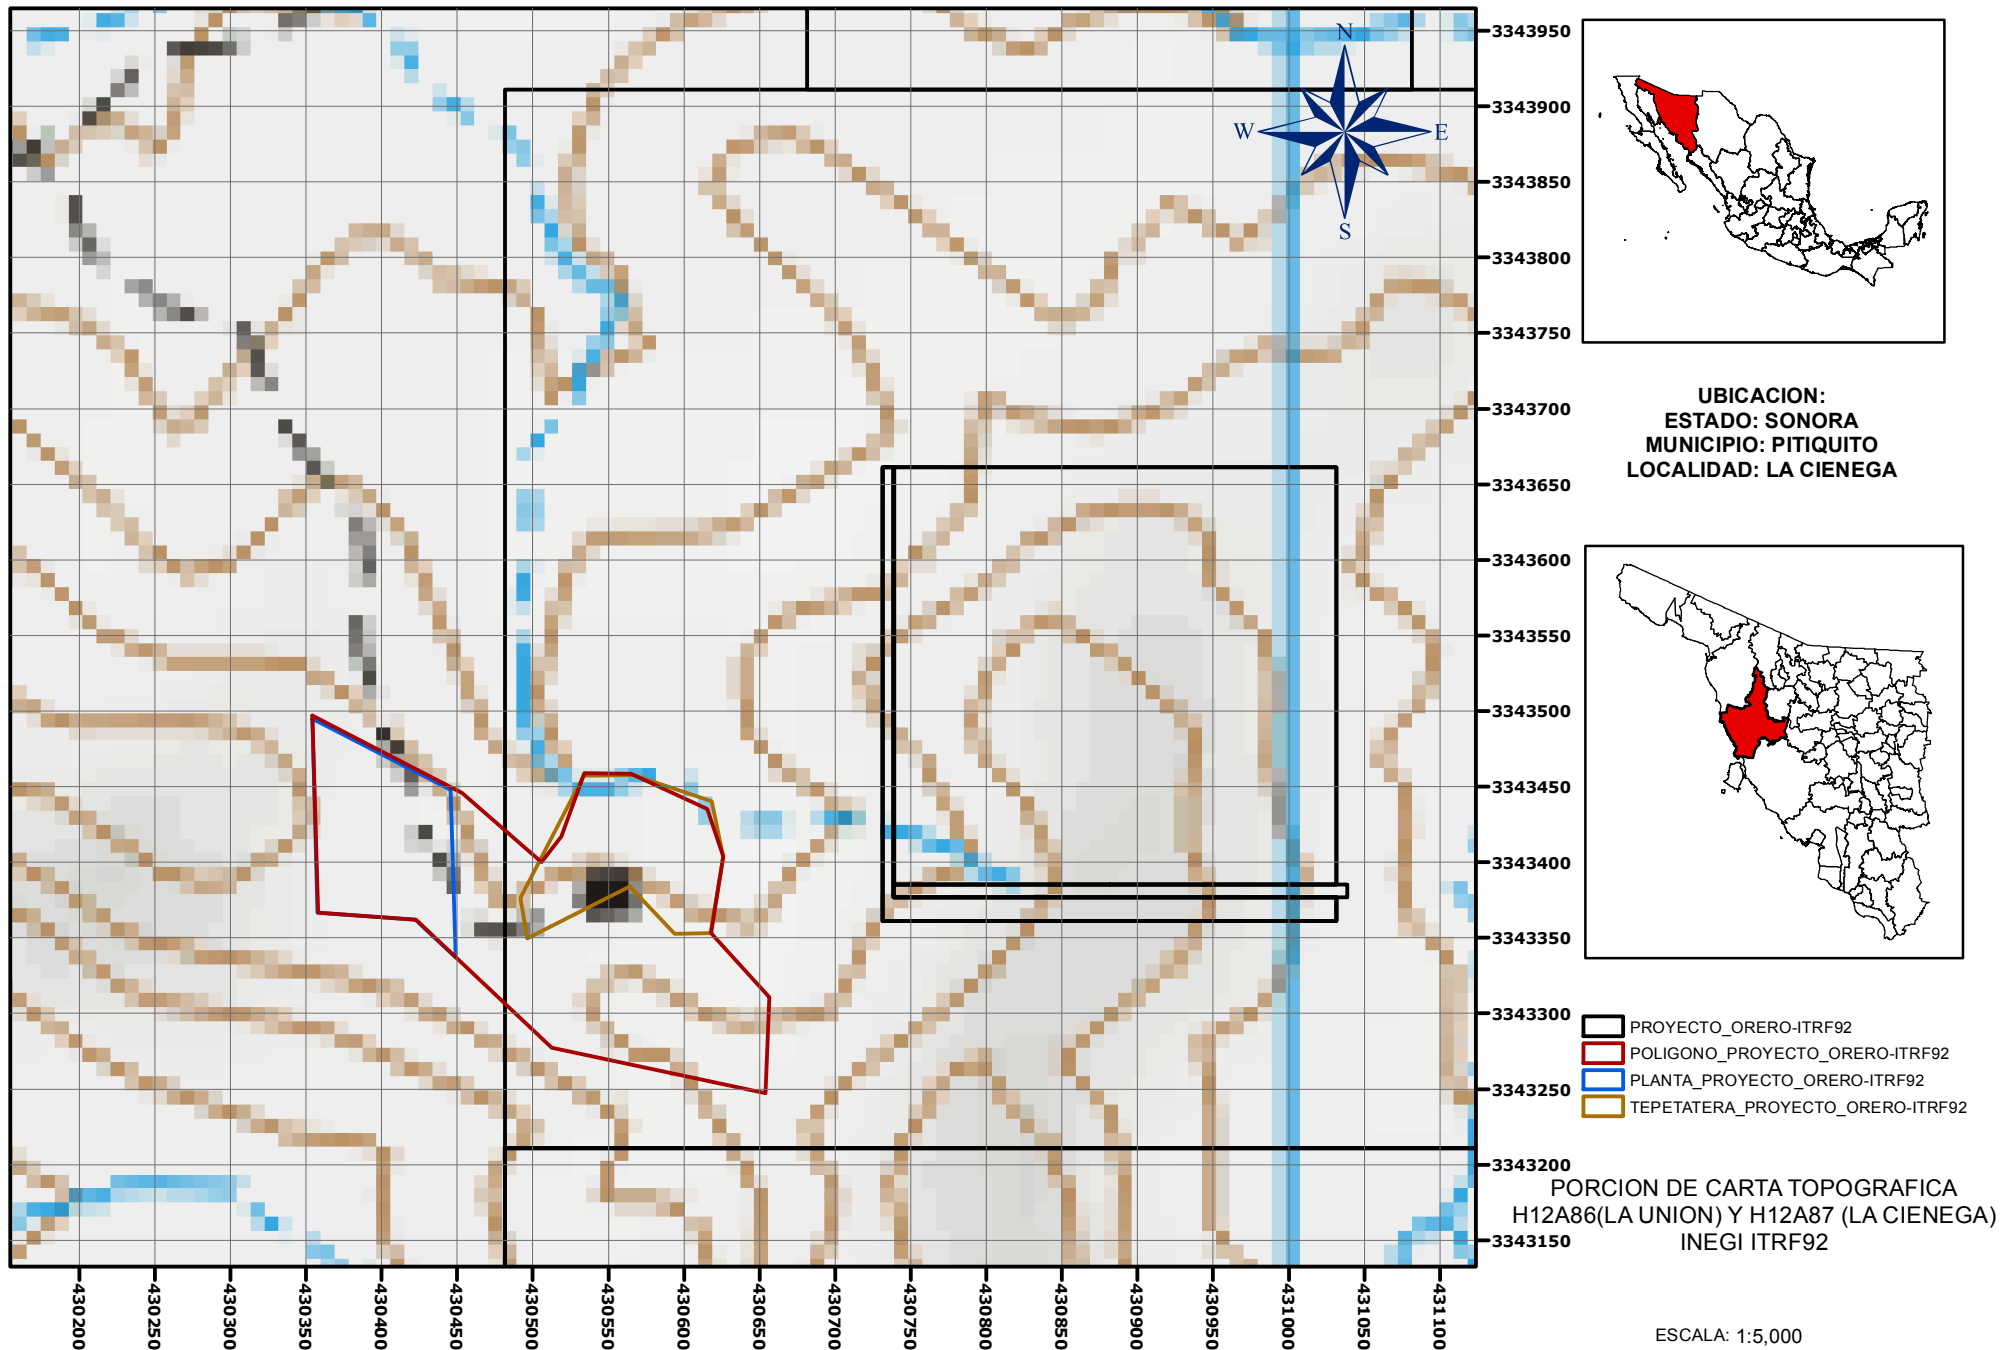 N
W
E
S
3343950
3343900
3343850
3343800
3343750
3343700
3343650
3343600
3343550
3343500
3343450
3343400
3343350
3343300
3343250
3343200
3343150
430200
430250
430300
430350
430400
430450
430500
430550
430600
430650
430700
430750
430800
430850
430900
430950
431000
431050
431100
UBICACION:
ESTADO: SONORA
MUNICIPIO: PITIQUITO
LOCALIDAD: LA CIENEGA
PROYECTO_ORERO-ITRF92
POLIGONO_PROYECTO_ORERO-ITRF92
PLANTA_PROYECTO_ORERO-ITRF92
TEPETATERA_PROYECTO_ORERO-ITRF92
PORCION DE CARTA TOPOGRAFICA
H12A86(LA UNION) Y H12A87 (LA CIENEGA)
INEGI ITRF92
ESCALA: 1:5,000